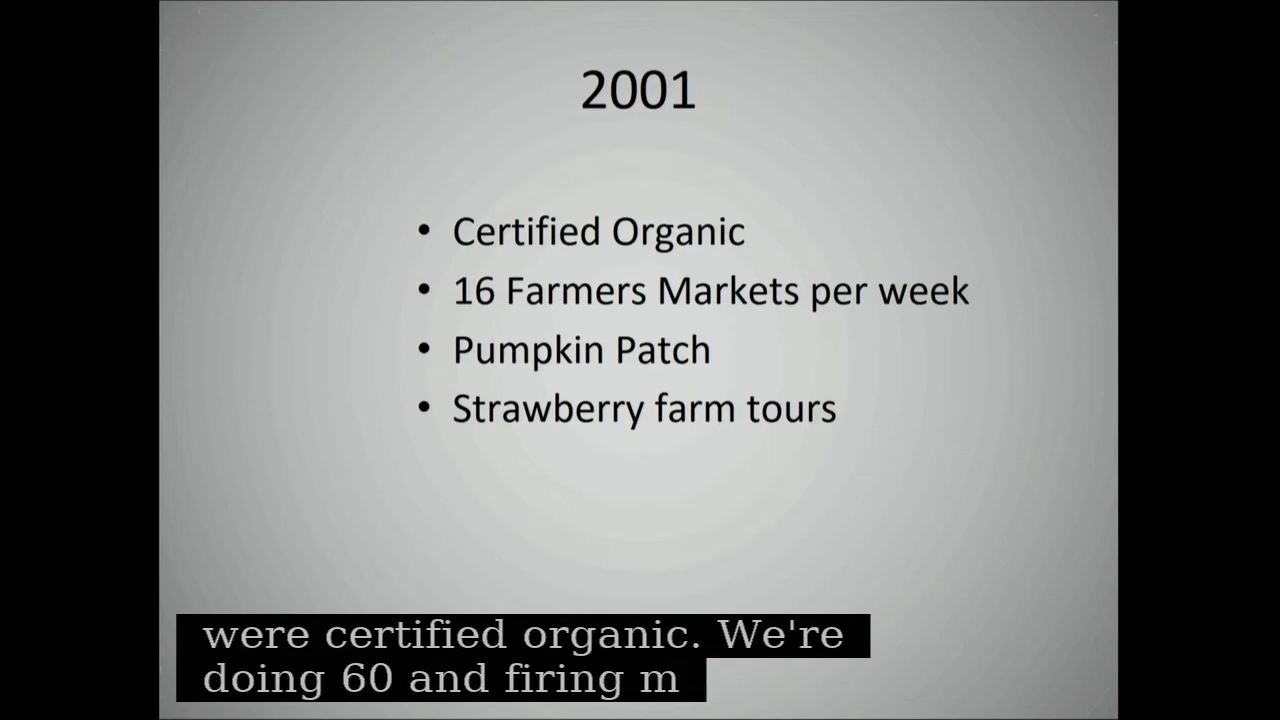 2001
• Certified Organic
• 16 Farmers Markets per week
• Pumpkin Patch
• Strawberry farm tours
were certified organic. We're
doing 60 and firing m